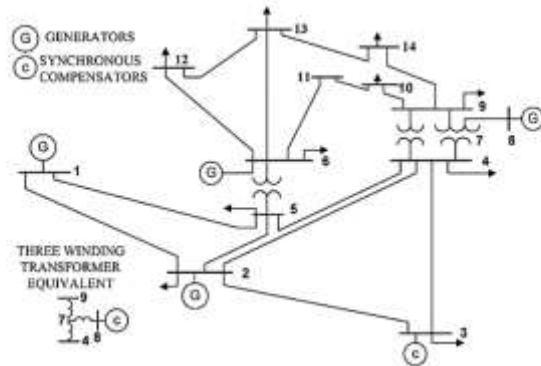 G GENERATORS
C SYNCHRONOUS
COMPENSATORS
13
14
12
11
10
9
G
8
7
G
1
G
6
4
5
THREE WINDING
TRANSFORMER
EQUIVALENT
2
G
9
7
C
8
4
3
C